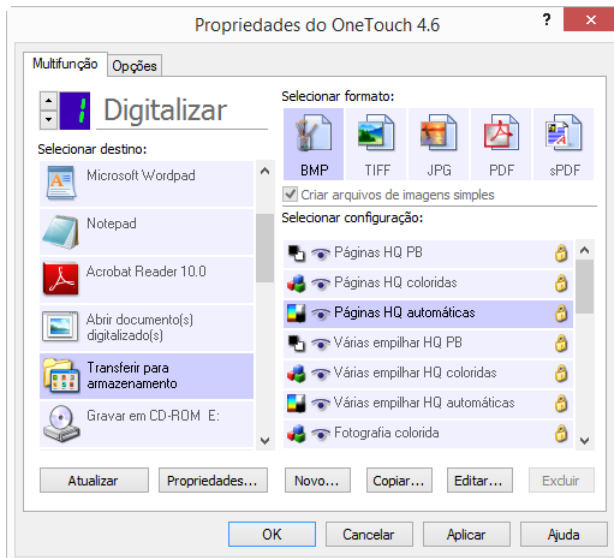 Propriedades do OneTouch 4.6
?
×
Multifunção
Opções
1
Digitalizar
Selecionar destino:
Microsoft Wordpad
Notepad
Acrobat Reader 10.0
Abrir documento(s)
digitalizado(s)
Transferir para
armazenamento
Gravar em CD-ROM E:
Atualizar
Propriedades...
Selecionar formato:
BMP
TIFF
JPG
PDF
sPDF
Criar arquivos de imagens simples
Selecionar configuração:
Páginas HQ PB
Páginas HQ coloridas
Páginas HQ automáticas
Várias empilhar HQ PB
Várias empilhar HQ coloridas
Várias empilhar HQ automáticas
Fotografia colorida
Novo...
Copiar...
Editar...
Excluir
OK
Cancelar
Aplicar
Ajuda